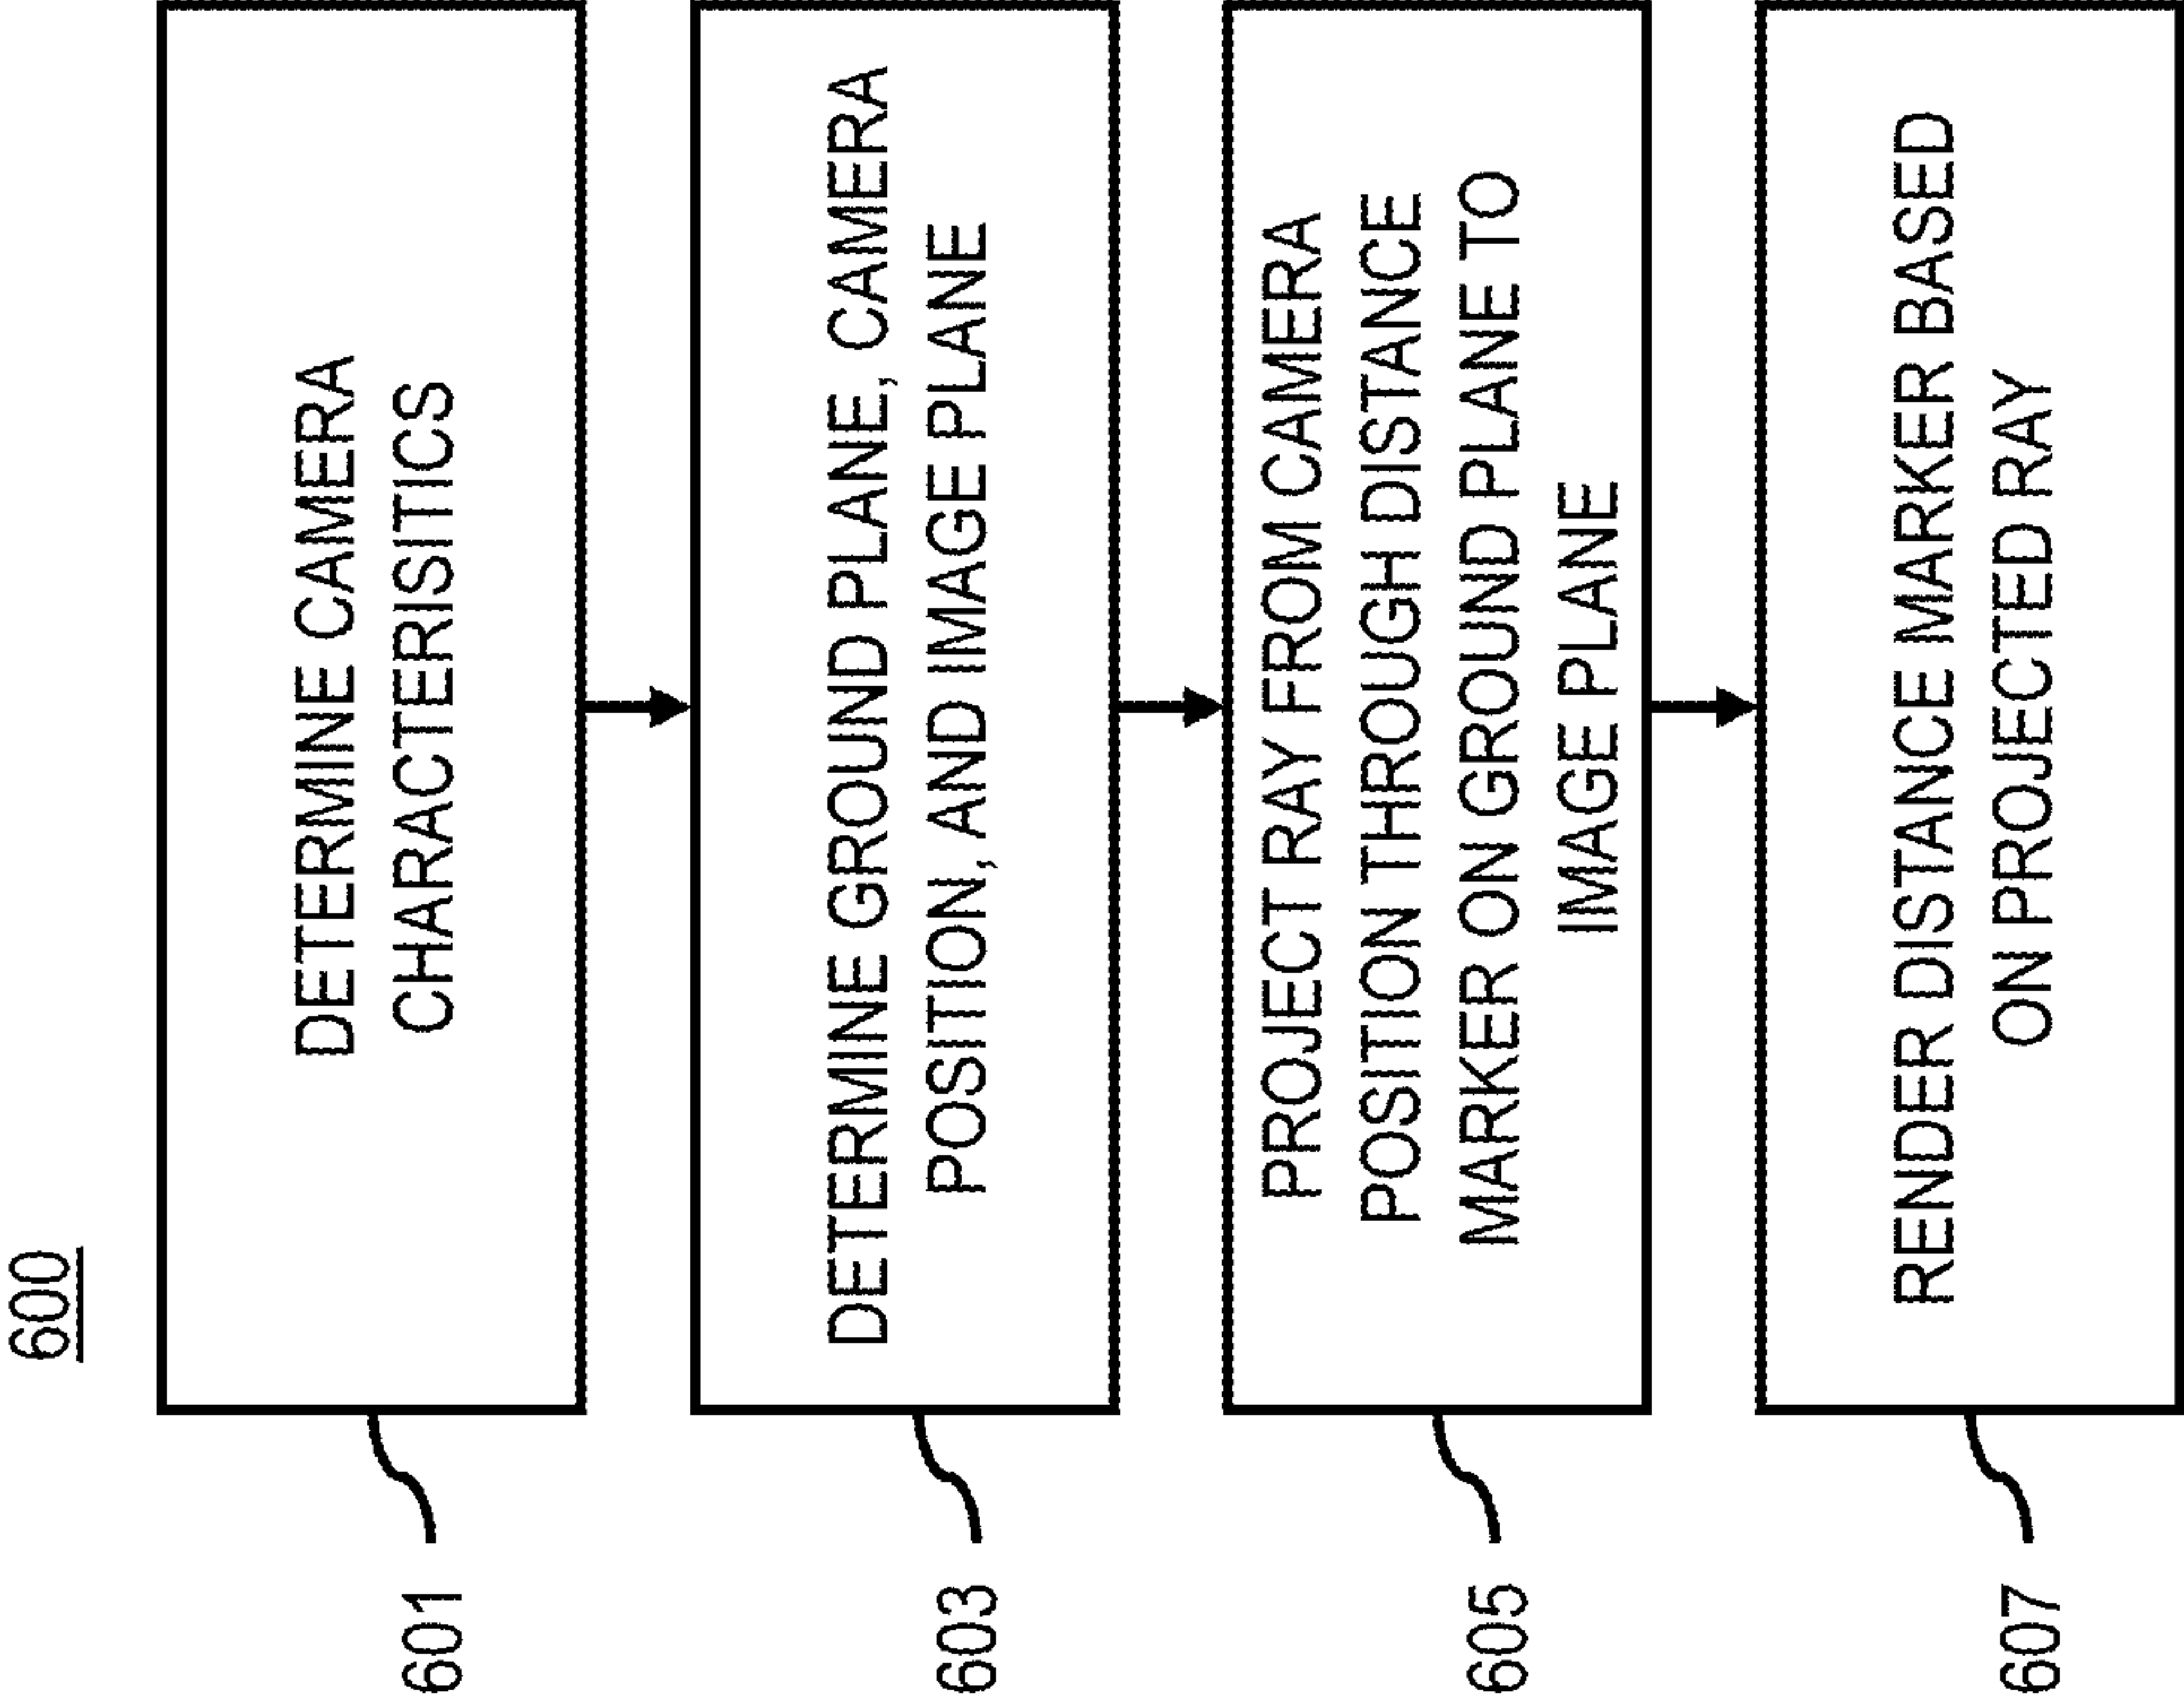 600
601
DETERMINE CAMERA
CHARACTERISITICS
603
DETERMINE GROUND PLANE, CAMERA
POSITION, AND IMAGE PLANE
605
PROJECT RAY FROM CAMERA
POSITION THROUGH DISTANCE
MARKER ON GROUND PLANE TO
IMAGE PLANE
607
RENDER DISTANCE MARKER BASED
ON PROJECTED RAY